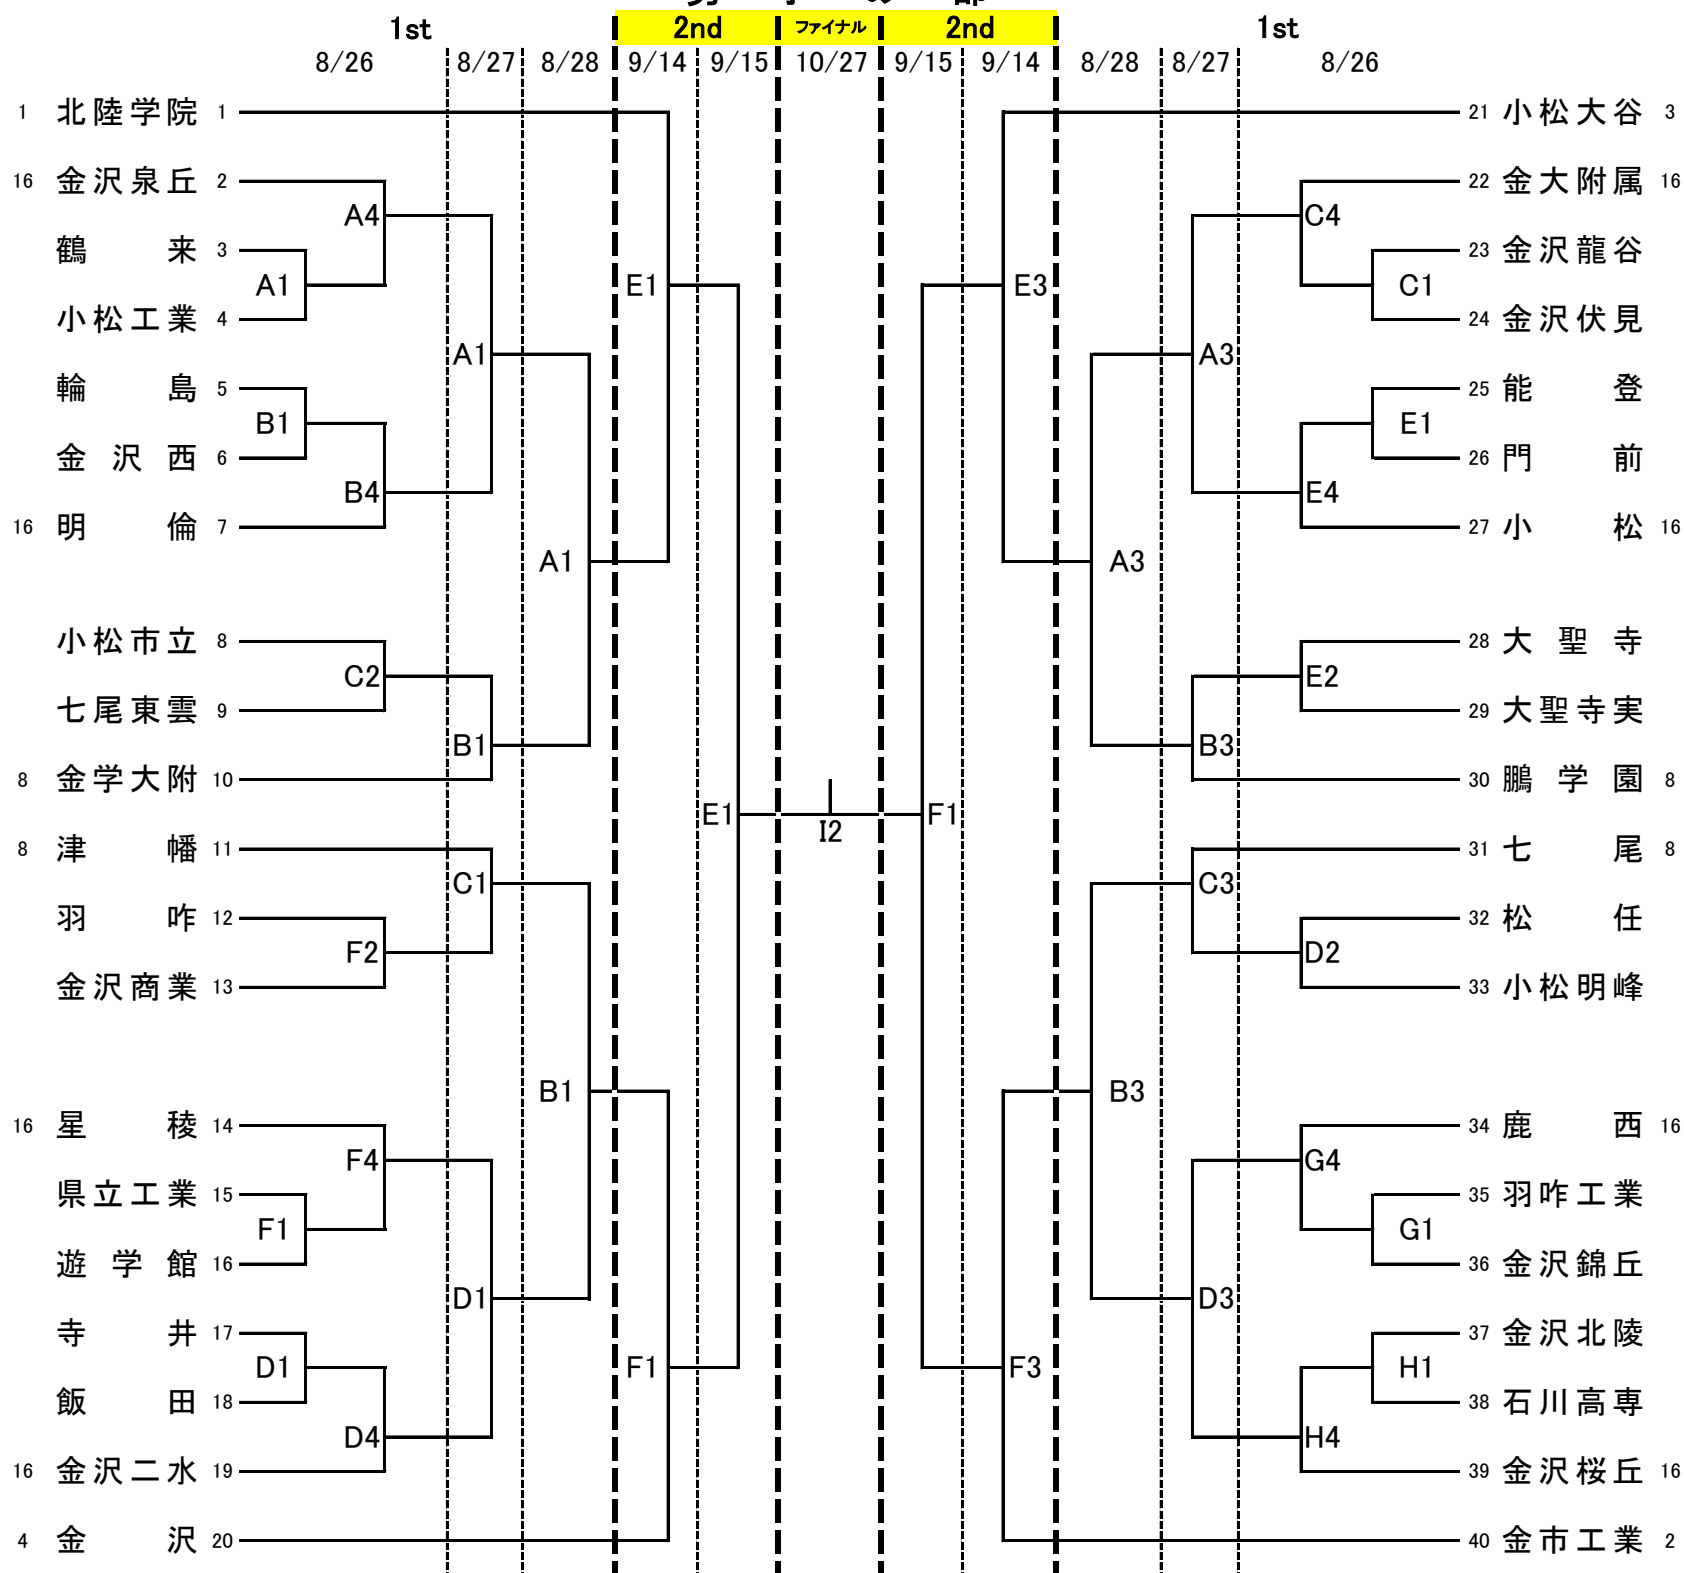 男子の部
1st 2nd ファイナル 2nd 1st
8/26 8/27 8/28 9/14 9/15 10/27 9/15 9/14 8/28 8/27 8/26
1 北陸学院 1 21 小松大谷 3
16 金沢泉丘 2 22 金大附属 16
A4 C4
鶴来 3 23 金沢龍谷
A1 E1 E3 C1
小松工業 4 24 金沢伏見
A1 A3
輪島 5 25 能登
B1 E1
金沢西 6 26 門前
B4 E4
16 明倫 7 27 小松 16
A1 A3
小松市立 8 28 大聖寺
C2 E2
七尾東雲 9 29 大聖寺実
B1 B3
8 金学大附 10 30 鵬学園 8
E1 I2 F1
8 津幡 11 31 七尾 8
C1 C3
羽咋 12 32 松任
F2 D2
金沢商業 13 33 小松明峰
B1 B3
16 星稜 14 34 鹿西 16
F4 G4
県立工業 15 35 羽咋工業
F1 G1
遊学館 16 36 金沢錦丘
D1 D3
寺井 17 37 金沢北陵
D1 F1 F3 H1
飯田 18 38 石川高専
D4 H4
16 金沢二水 19 39 金沢桜丘 16
4 金沢 20 40 金市工業 2